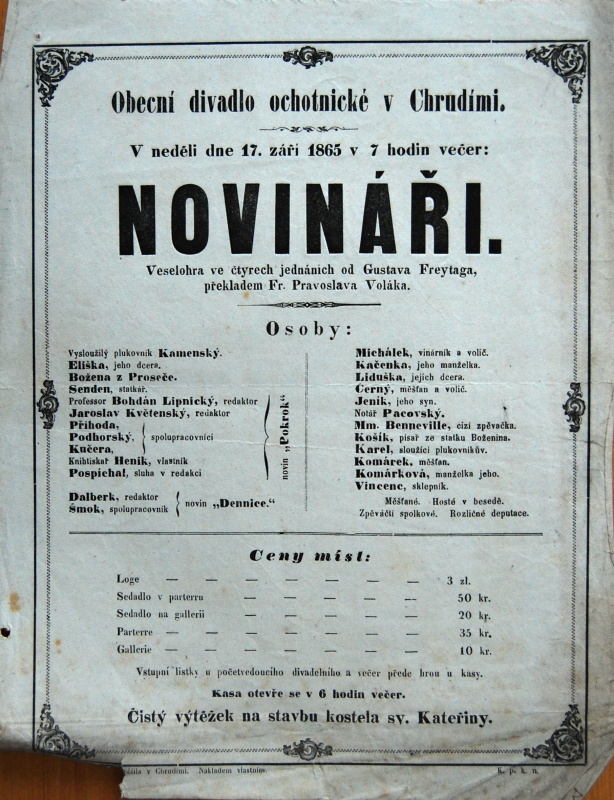 Obecní divadlo ochotnické v Chrudími.
V neděli dne 17. září 1865 v 7 hodin večer:
NOVINÁŘI.
Veselohra ve čtyrech jednáních od Gustava Freytaga,
překladem Fr. Pravoslava Voláka.
Osoby:
Vysloužilý plukovník Kamenský.
Eliška, jeho dcera.
Božena z Proseče.
Senden, statkář.
Professor Bohdán Lipnický, redaktor
Jaroslav Květenský, redaktor
Příhoda,
Podhorský, spolupracovníci
Kučera,
Knihtiskař Heník, vlastník
Pospíchal, sluha v redakci
novin „Pokrok“
Dalberk, redaktor
Šmok, spolupracovník novin „Dennice.“
Michálek, vinárník a volič.
Kačenka, jeho manželka.
Liduška, jejich dcera.
Černý, měšťan a volič.
Jeník, jeho syn.
Notář Pacovský.
Mm. Benneville, cizí zpěvačka.
Košík, písař ze statku Boženina.
Karel, sloužící plukovníkův.
Komárek, měšťan.
Komárková, manželka jeho.
Vincenc, sklepník.
Měšťané. Hosté v besedě.
Zpěváčti spolkové. Rozličné deputace.
Ceny míst:
Loge — — — — — — — 3 zl.
Sedadlo v parterru — — — — — 50 kr.
Sedadlo na gallerii — — — — — 20 kr.
Parterre — — — — — — — 35 kr.
Gallerie — — — — — — — 10 kr.
Vstupní lístky u početvedoucího divadelního a večer přede hrou u kasy.
Kasa otevře se v 6 hodin večer.
Čistý výtěžek na stavbu kostela sv. Kateřiny.
v Chrudími. Nákladem vlastním.
K. p. k. n.